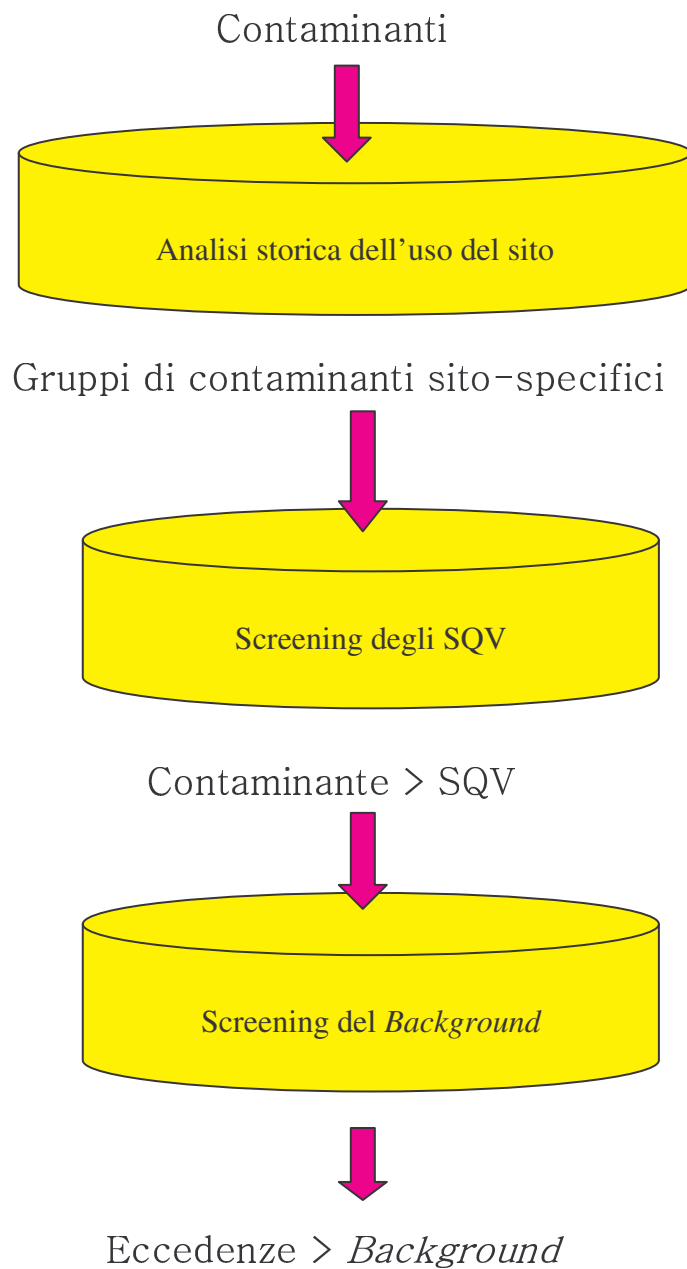 Contaminanti
Analisi storica dell’uso del sito
Gruppi di contaminanti sito-specifici
Screening degli SQV
Contaminante > SQV
Screening del Background
Eccedenze > Background